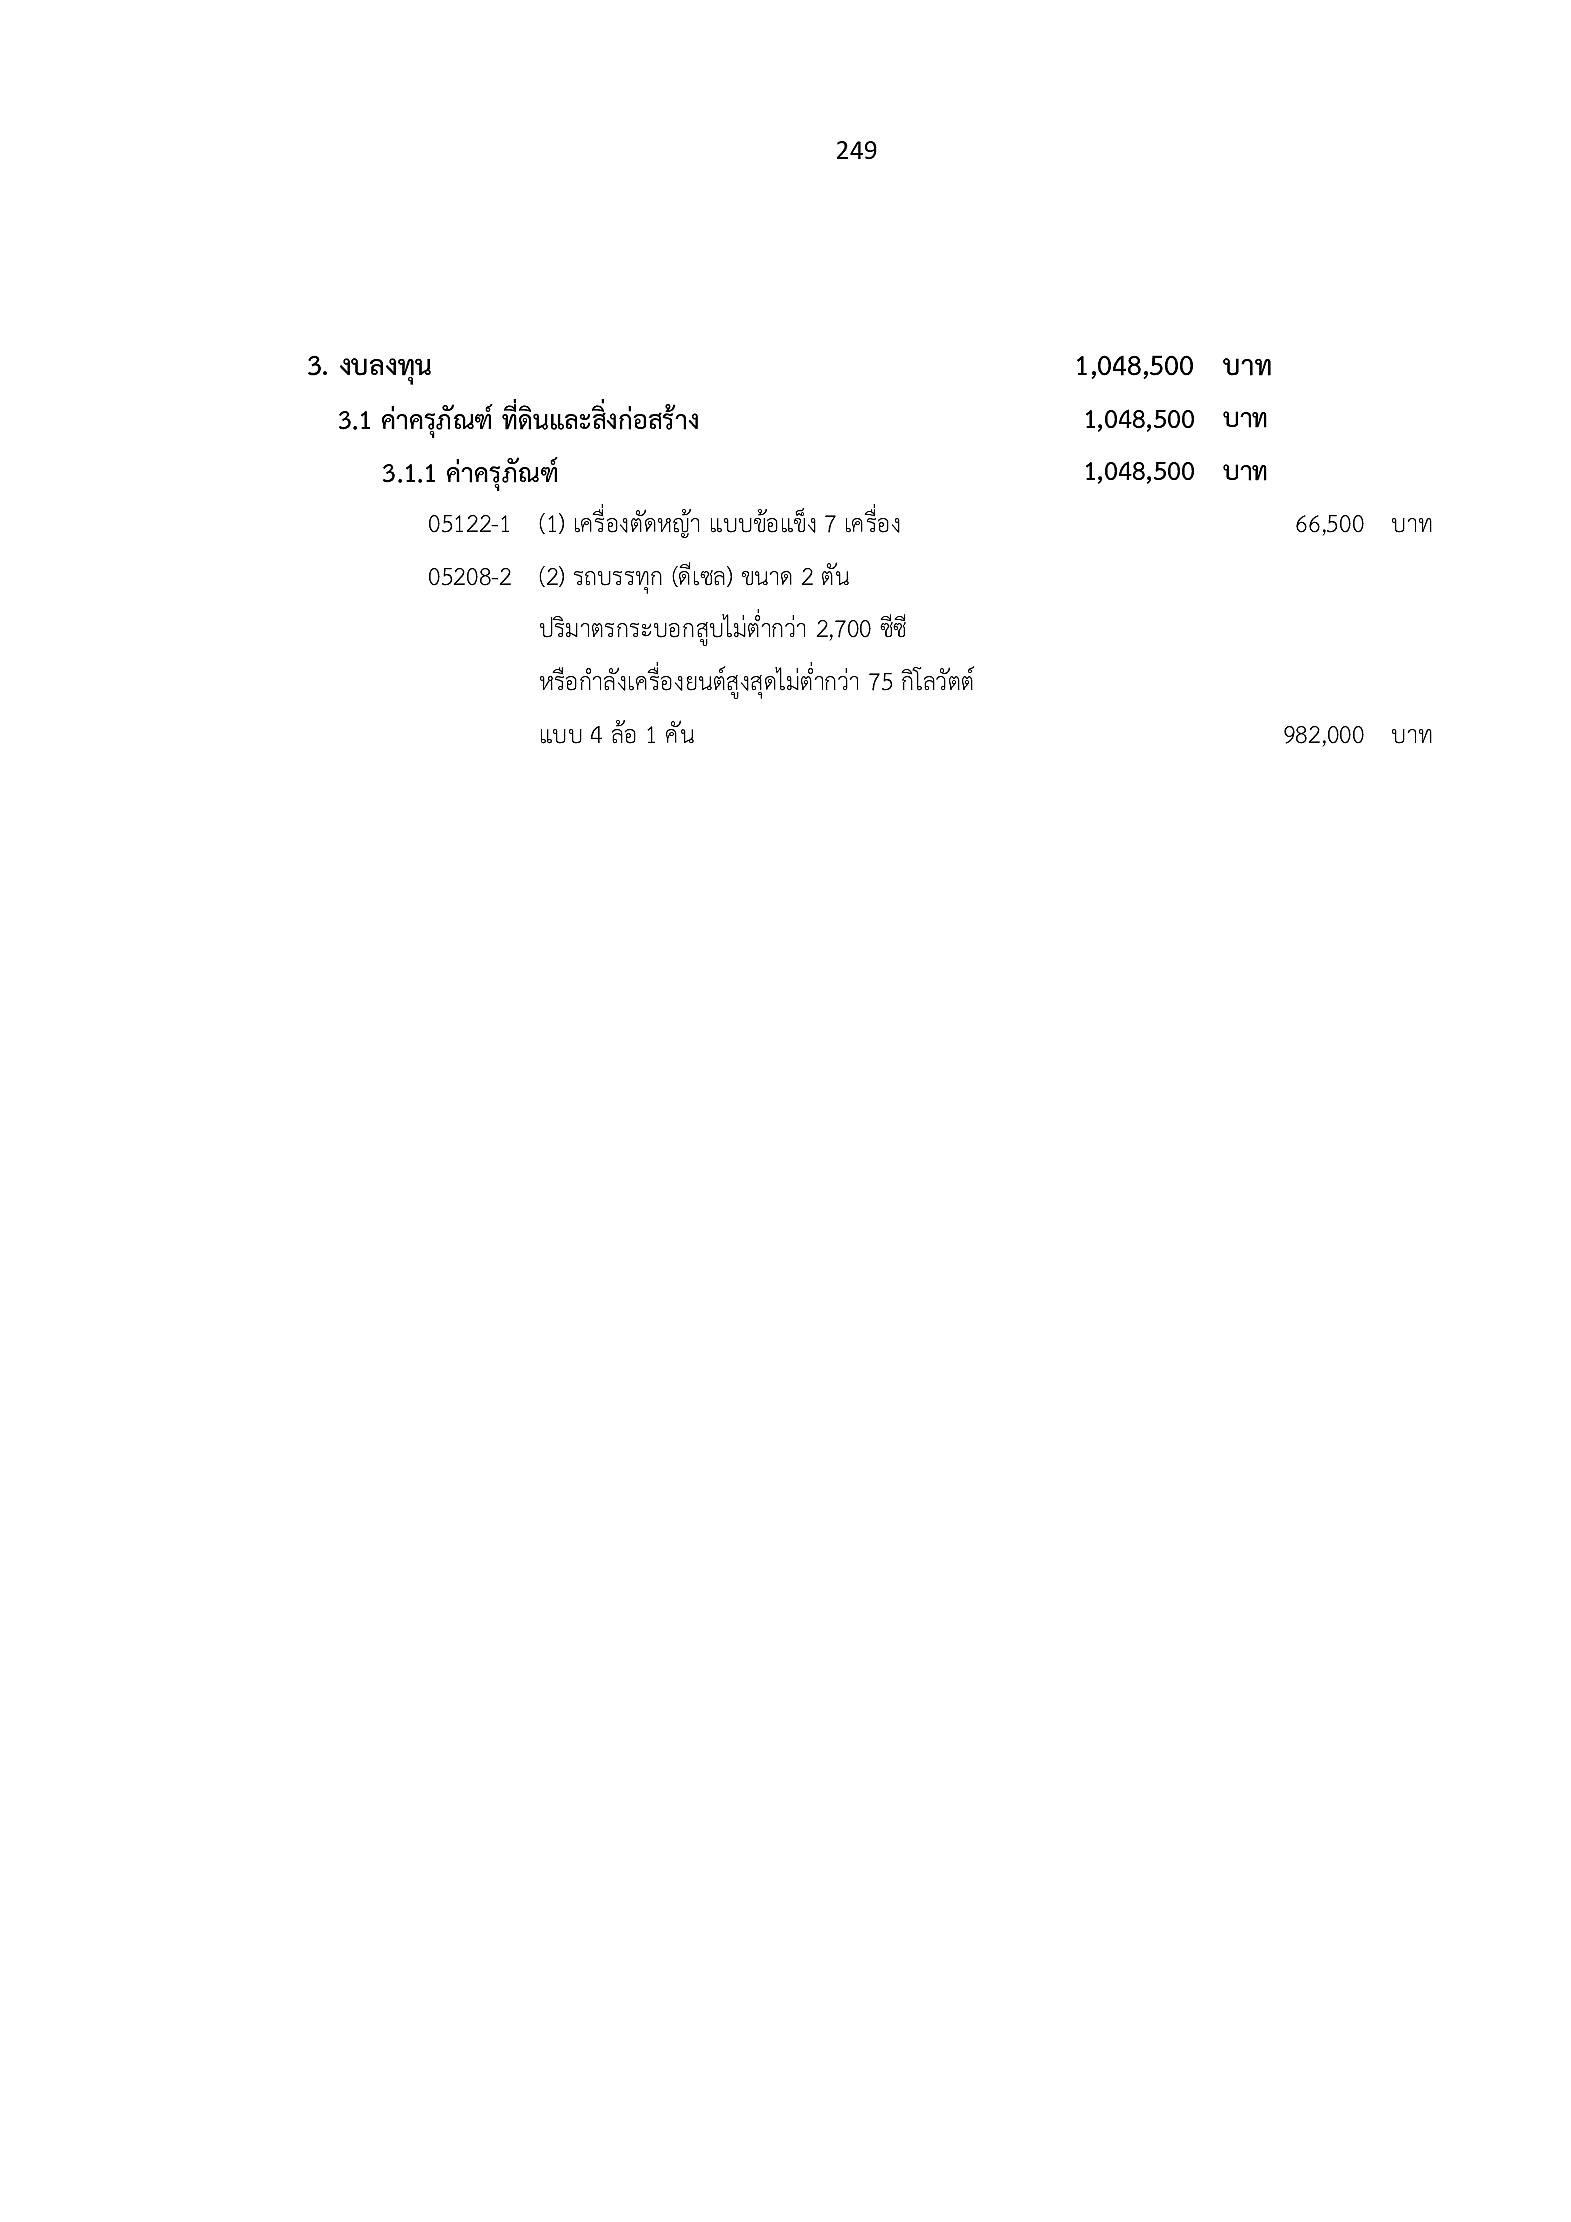 249
3. งบลงทุน 1,048,500 บาท
3.1 ค่าครุภัณฑ์ ที่ดินและสิ่งก่อสร้าง 1,048,500 บาท
3.1.1 ค่าครุภัณฑ์ 1,048,500 บาท
05122-1 (1) เครื่องตัดหญ้า แบบข้อแข็ง 7 เครื่อง 66,500 บาท
05208-2 (2) รถบรรทุก (ดีเซล) ขนาด 2 ตัน
ปริมาตรกระบอกสูบไม่ต่ำกว่า 2,700 ซีซี
หรือกำลังเครื่องยนต์สูงสุดไม่ต่ำกว่า 75 กิโลวัตต์
แบบ 4 ล้อ 1 คัน 982,000 บาท